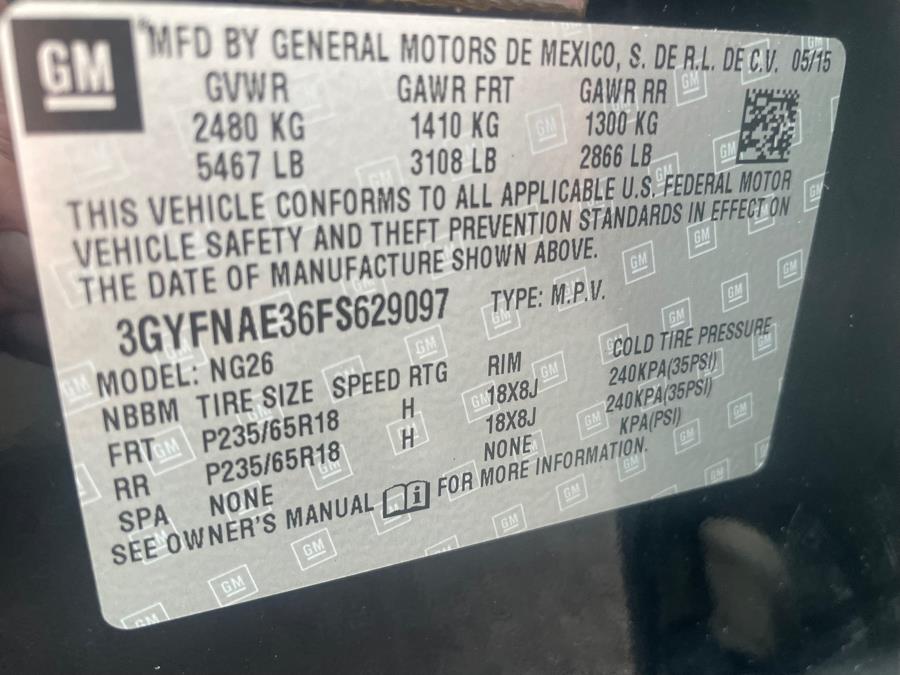 GM
MFD BY GENERAL MOTORS DE MEXICO, S. DE R.L. DE C.V. 05/15
GVWR GAWR FRT GAWR RR
2480 KG 1410 KG 1300 KG
5467 LB 3108 LB 2866 LB
THIS VEHICLE CONFORMS TO ALL APPLICABLE U.S. FEDERAL MOTOR
VEHICLE SAFETY AND THEFT PREVENTION STANDARDS IN EFFECT ON
THE DATE OF MANUFACTURE SHOWN ABOVE.
3GYFNAE36FS629097 TYPE: M.P.V.
MODEL: NG26
NBBM TIRE SIZE SPEED RTG RIM COLD TIRE PRESSURE
FRT P235/65R18 H 18X8J 240KPA(35PSI)
RR P235/65R18 H 18X8J 240KPA(35PSI)
SPA NONE NONE KPA(PSI)
SEE OWNER'S MANUAL i FOR MORE INFORMATION.